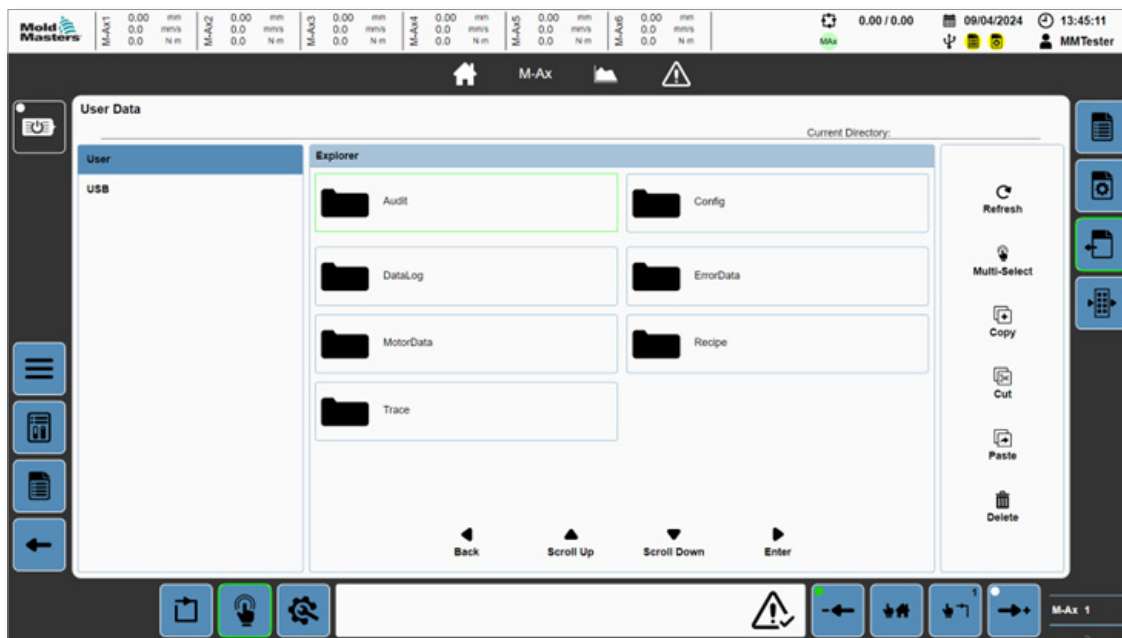 Mold
Masters
M-Ax1
0.00 mm
0.0 mm/s
0.0 N·m
M-Ax2
0.00 mm
0.0 mm/s
0.0 N·m
M-Ax3
0.00 mm
0.0 mm/s
0.0 N·m
M-Ax4
0.00 mm
0.0 mm/s
0.0 N·m
M-Ax5
0.00 mm
0.0 mm/s
0.0 N·m
M-Ax6
0.00 mm
0.0 mm/s
0.0 N·m
MAx
0.00 / 0.00
09/04/2024
13:45:11
MMTester
M-Ax
User Data
Current Directory:
User
USB
Explorer
Audit
Config
DataLog
ErrorData
MotorData
Recipe
Trace
Back
Scroll Up
Scroll Down
Enter
Refresh
Multi-Select
Copy
Cut
Paste
Delete
1
M-Ax 1